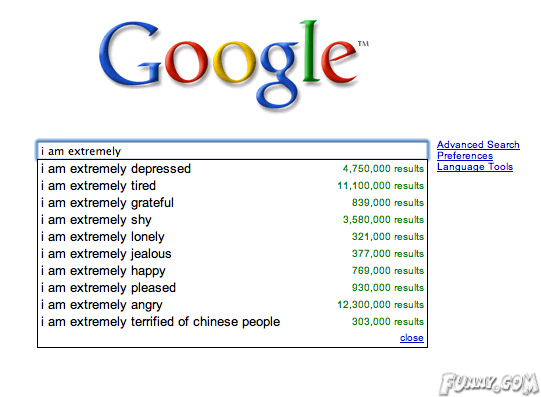 Google™
i am extremely
Advanced Search
Preferences
Language Tools
i am extremely depressed 4,750,000 results
i am extremely tired 11,100,000 results
i am extremely grateful 839,000 results
i am extremely shy 3,580,000 results
i am extremely lonely 321,000 results
i am extremely jealous 377,000 results
i am extremely happy 769,000 results
i am extremely pleased 930,000 results
i am extremely angry 12,300,000 results
i am extremely terrified of chinese people 303,000 results
close
FUNNY.COM